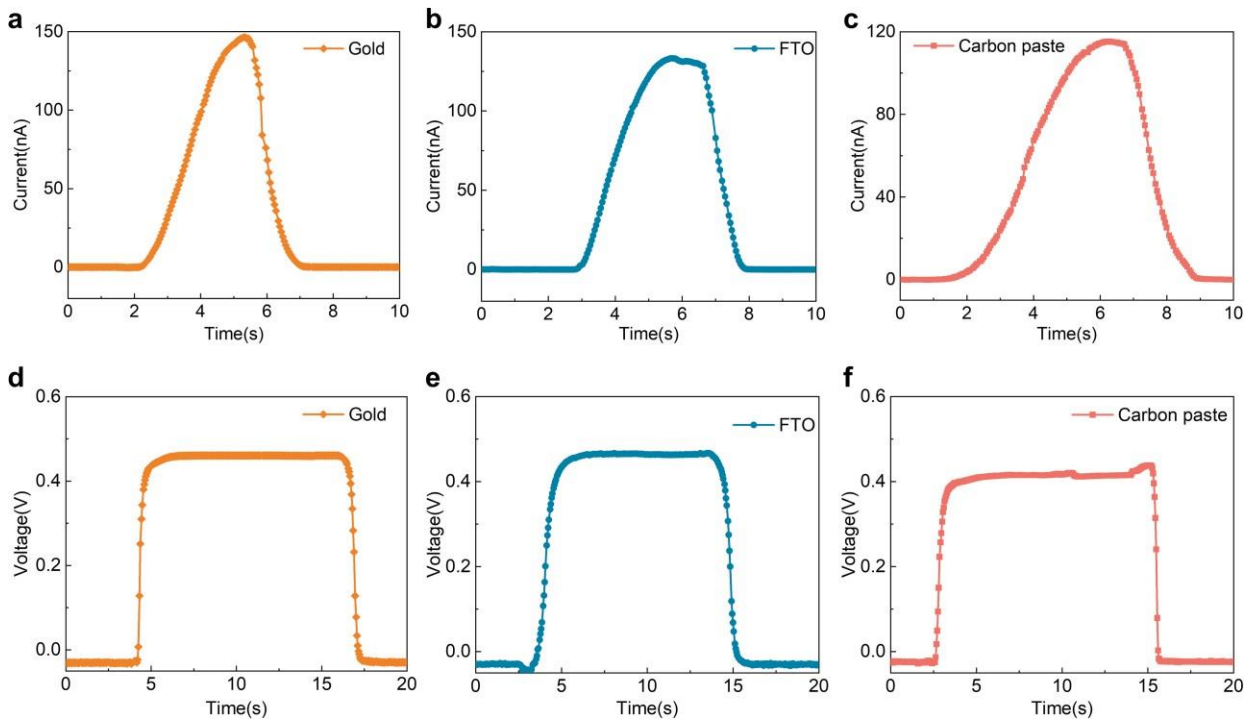 a
150
100
50
0
Current(nA)
Gold
0 2 4 6 8 10
Time(s)
b
150
100
50
0
Current(nA)
FTO
0 2 4 6 8 10
Time(s)
c
120
80
40
0
Current(nA)
Carbon paste
0 2 4 6 8 10
Time(s)
d
0.6
0.4
0.2
0.0
Voltage(V)
Gold
0 5 10 15 20
Time(s)
e
0.6
0.4
0.2
0.0
Voltage(V)
FTO
0 5 10 15 20
Time(s)
f
0.6
0.4
0.2
0.0
Voltage(V)
Carbon paste
0 5 10 15 20
Time(s)